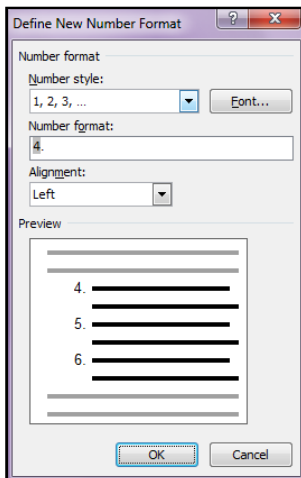 Define New Number Format
Number format
Number style:
1, 2, 3, ...
Font...
Number format:
4.
Alignment:
Left
Preview
4.
5.
6.
OK Cancel